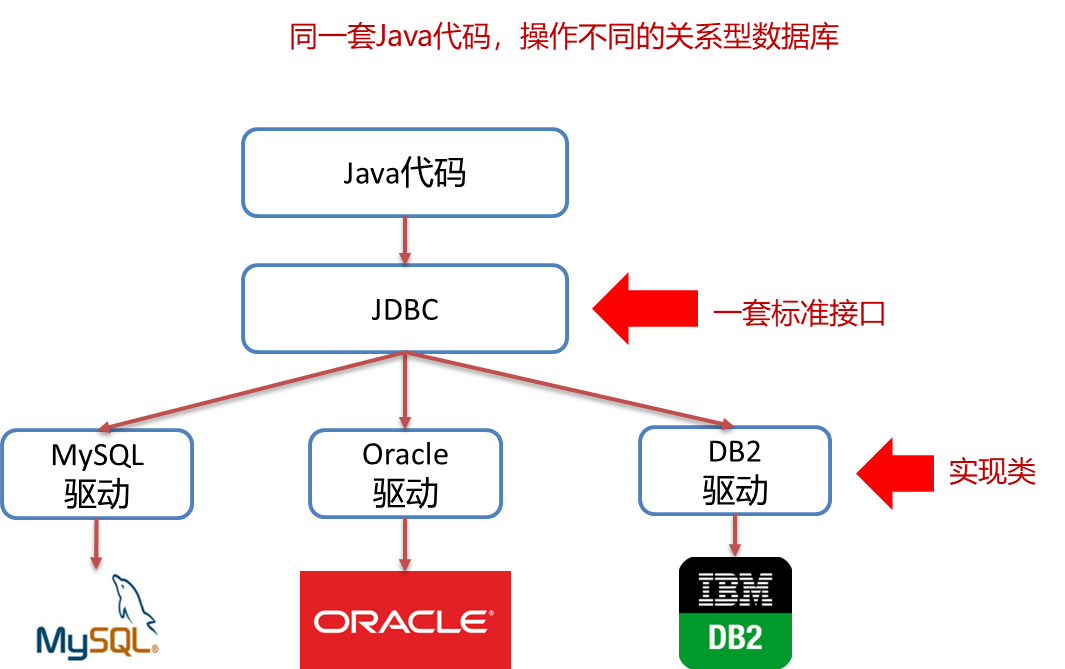 同一套Java代码，操作不同的关系型数据库
Java代码
JDBC
一套标准接口
MySQL
驱动
Oracle
驱动
DB2
驱动
实现类
MySQL®
ORACLE®
IBM
DB2